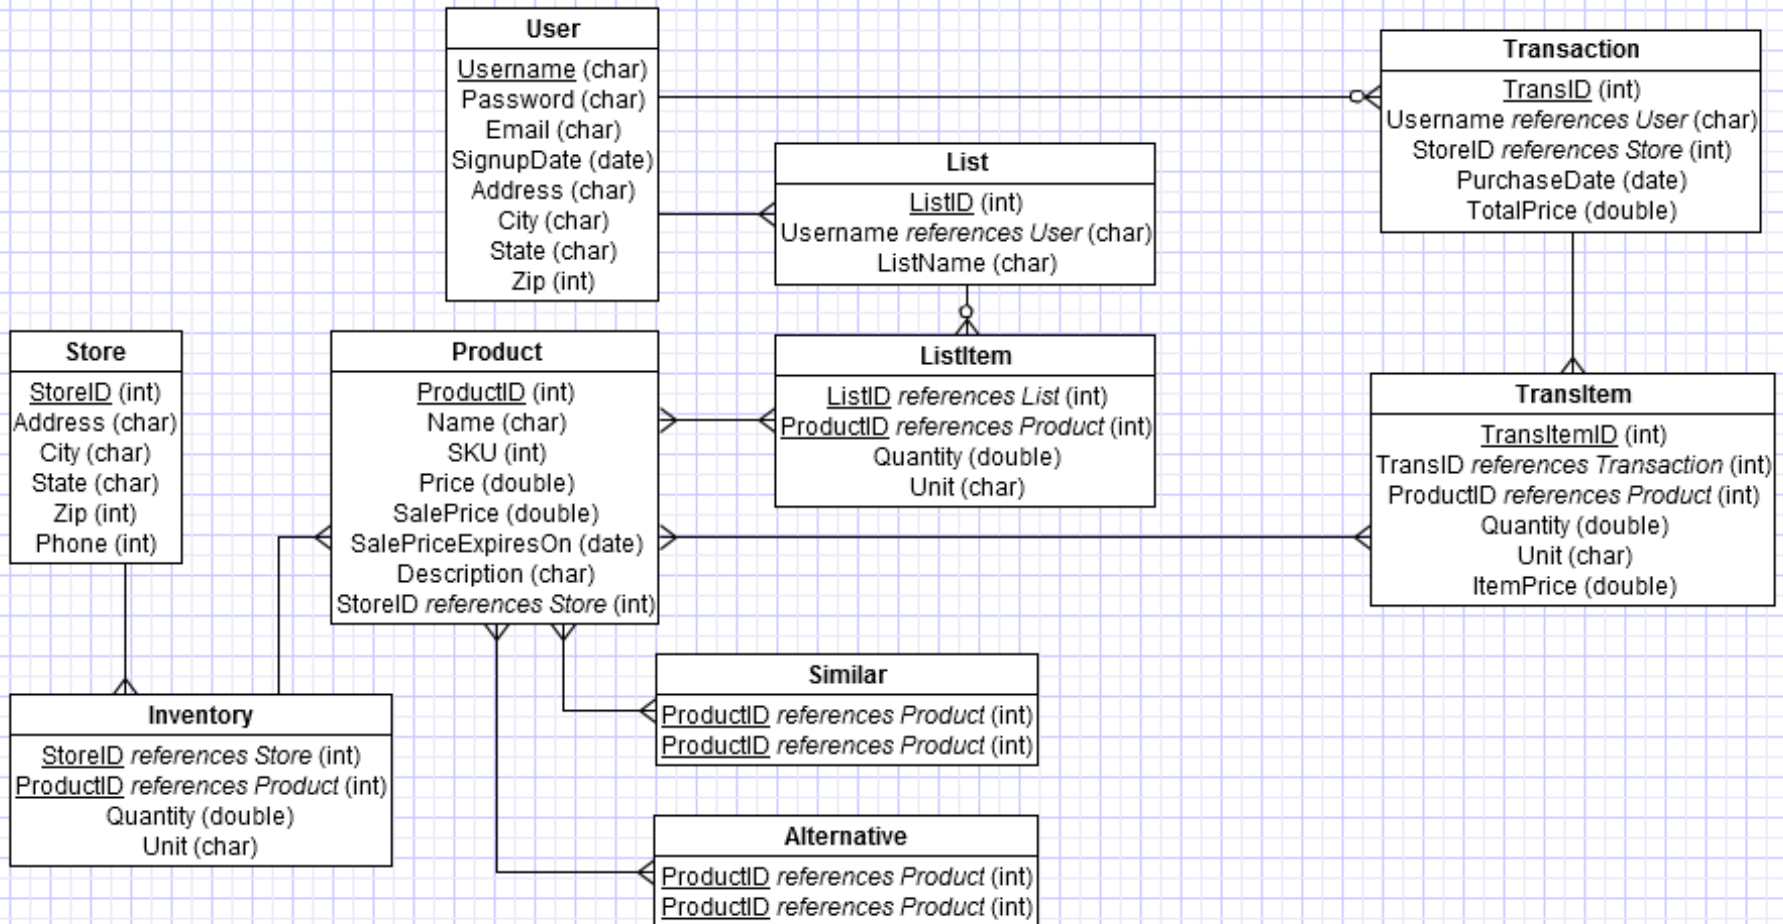 User
Username (char)
Password (char)
Email (char)
SignupDate (date)
Address (char)
City (char)
State (char)
Zip (int)
Transaction
TransID (int)
Username references User (char)
StoreID references Store (int)
PurchaseDate (date)
TotalPrice (double)
List
ListID (int)
Username references User (char)
ListName (char)
Store
StoreID (int)
Address (char)
City (char)
State (char)
Zip (int)
Phone (int)
Product
ProductID (int)
Name (char)
SKU (int)
Price (double)
SalePrice (double)
SalePriceExpiresOn (date)
Description (char)
StoreID references Store (int)
ListItem
ListID references List (int)
ProductID references Product (int)
Quantity (double)
Unit (char)
TransItem
TransItemID (int)
TransID references Transaction (int)
ProductID references Product (int)
Quantity (double)
Unit (char)
ItemPrice (double)
Inventory
StoreID references Store (int)
ProductID references Product (int)
Quantity (double)
Unit (char)
Similar
ProductID references Product (int)
ProductID references Product (int)
Alternative
ProductID references Product (int)
ProductID references Product (int)